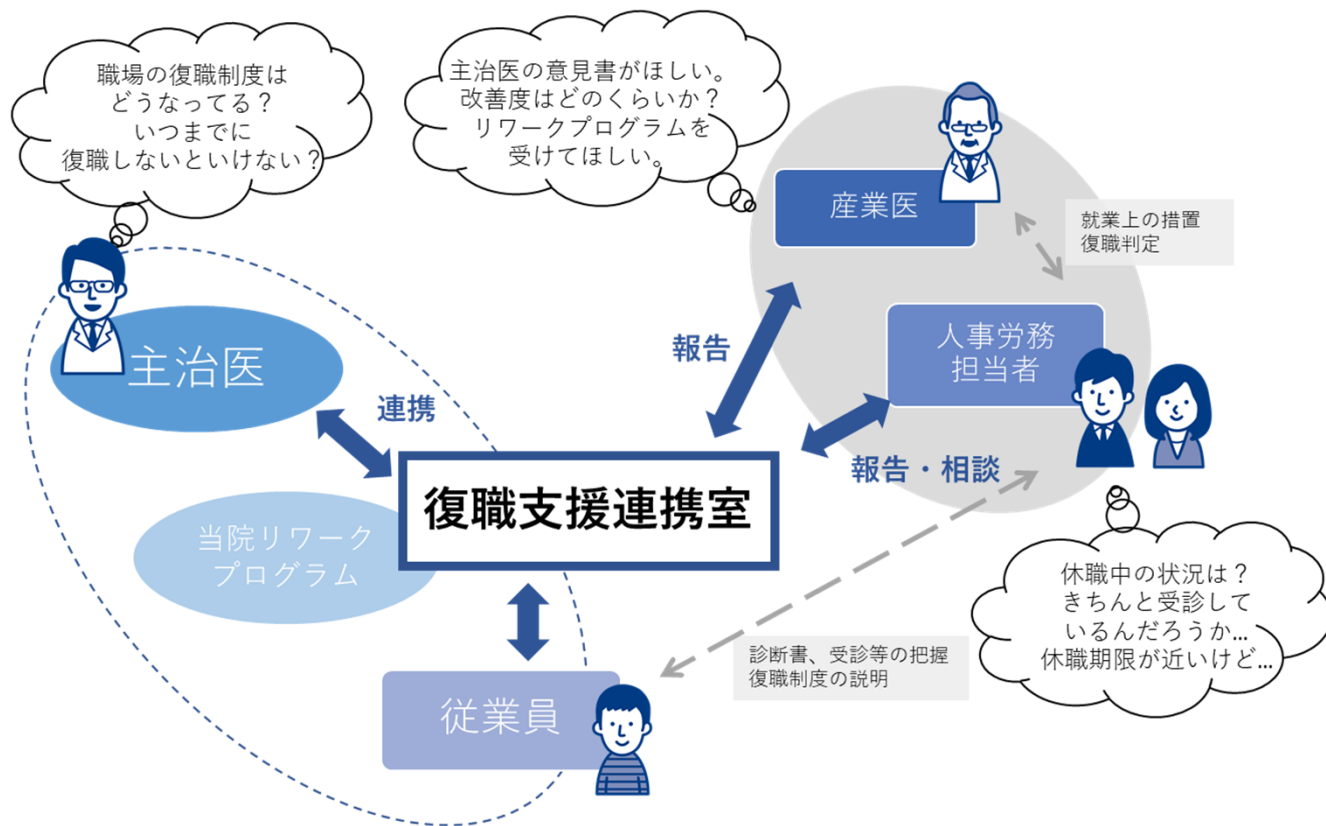 職場の復職制度は
どうなってる？
いつまでに
復職しないといけない？
主治医の意見書がほしい。
改善度はどのくらいか？
リワークプログラムを
受けてほしい。
産業医
就業上の措置
復職判定
人事労務
担当者
報告
主治医
連携
報告・相談
復職支援連携室
当院リワーク
プログラム
休職中の状況は？
きちんと受診して
いるんだろうか…
休職期限が近いけど…
診断書、受診等の把握
復職制度の説明
従業員